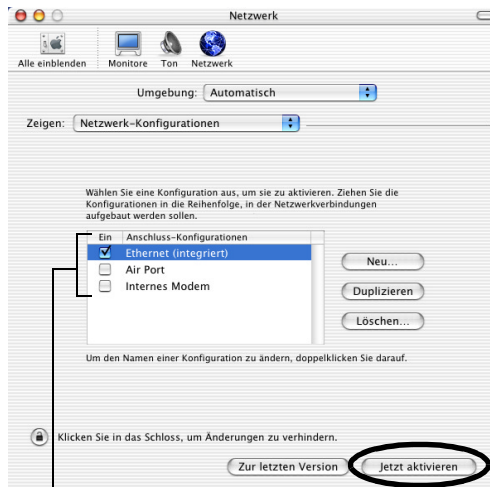 Netzwerk
Alle einblenden Monitore Ton Netzwerk
Umgebung: Automatisch
Zeigen: Netzwerk-Konfigurationen
Wählen Sie eine Konfiguration aus, um sie zu aktivieren. Ziehen Sie die
Konfigurationen in die Reihenfolge, in der Netzwerkverbindungen
aufgebaut werden sollen.
Ein Anschluss-Konfigurationen
Ethernet (integriert)
Air Port
Internes Modem
Neu...
Duplizieren
Löschen...
Um den Namen einer Konfiguration zu ändern, doppelklicken Sie darauf.
Klicken Sie in das Schloss, um Änderungen zu verhindern.
Zur letzten Version Jetzt aktivieren